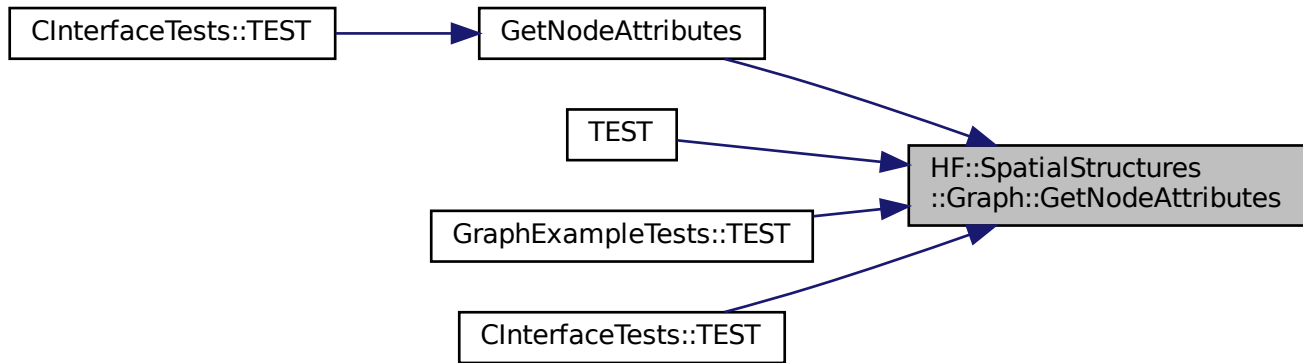 CInterfaceTests::TEST
GetNodeAttributes
TEST
HF::SpatialStructures
::Graph::GetNodeAttributes
GraphExampleTests::TEST
CInterfaceTests::TEST